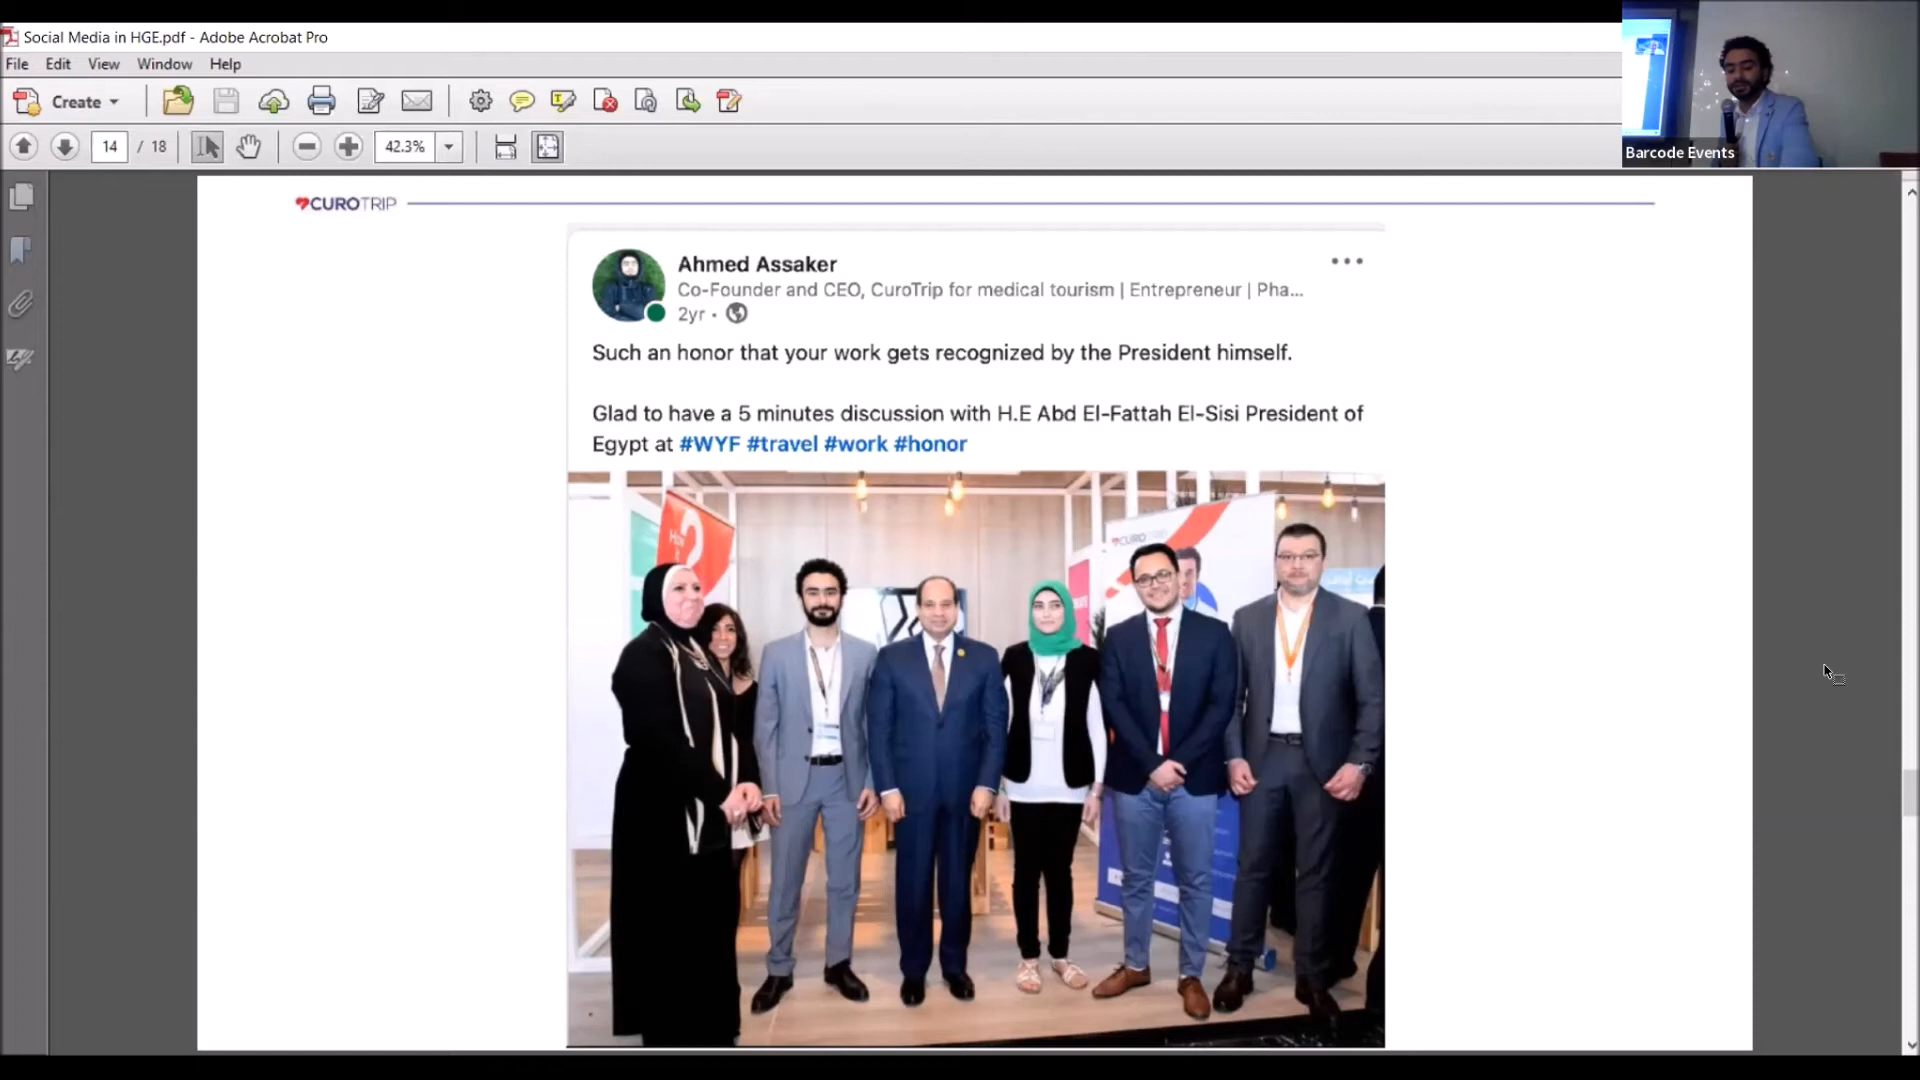 Social Media in HGE.pdf - Adobe Acrobat Pro
File Edit View Window Help
Create
14 / 18 42.3%
Barcode Events
CUROTRIP
Ahmed Assaker
Co-Founder and CEO, CuroTrip for medical tourism | Entrepreneur | Pha...
2yr •
Such an honor that your work gets recognized by the President himself.
Glad to have a 5 minutes discussion with H.E Abd El-Fattah El-Sisi President of
Egypt at #WYF #travel #work #honor
How
CUROTRIP